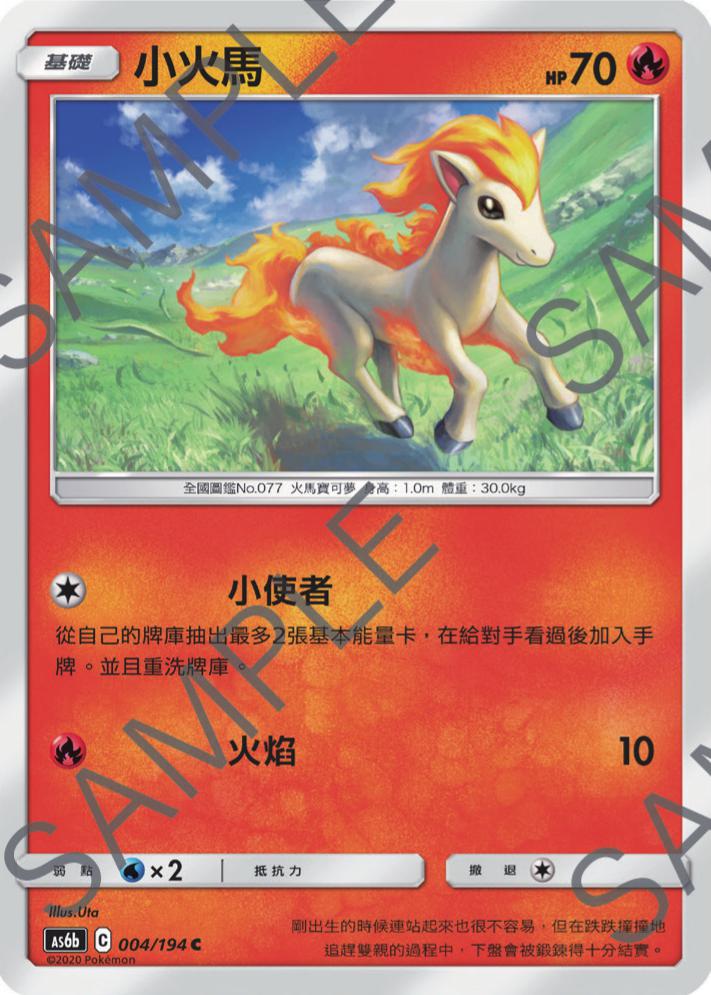 基礎 小火馬 HP70
全國圖鑑No.077 火馬寶可夢 身高：1.0m 體重：30.0kg
小使者
從自己的牌庫抽出最多2張基本能量卡，在給對手看過後加入手
牌。並且重洗牌庫。
火焰 10
弱點 ×2 抵抗力 撤退
Illus.Uta
剛出生的時候連站起來也很不容易，但在跌跌撞撞地
追趕雙親的過程中，下盤會被鍛鍊得十分結實。
AS6b C 004/194 C
©2020 Pokémon
SAMPLE
SAMPLE
SAMPLE
SAMPLE